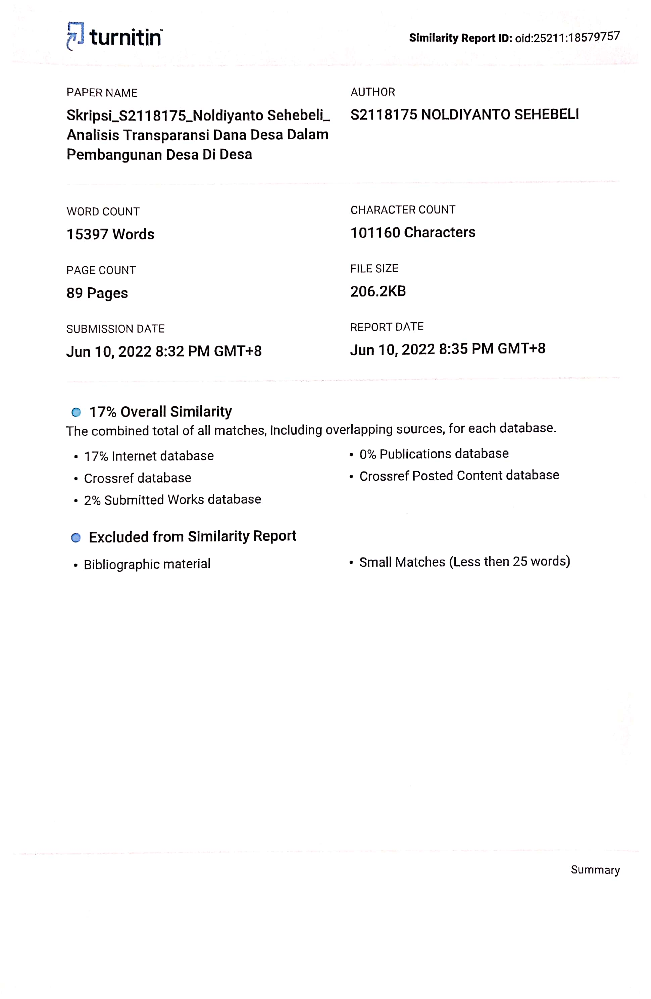 turnitin
Similarity Report ID: oid:25211:18579757
PAPER NAME
Skripsi_S2118175_Noldiyanto Sehebeli_
Analisis Transparansi Dana Desa Dalam
Pembangunan Desa Di Desa
AUTHOR
S2118175 NOLDIYANTO SEHEBELI
WORD COUNT
15397 Words
CHARACTER COUNT
101160 Characters
PAGE COUNT
89 Pages
FILE SIZE
206.2KB
SUBMISSION DATE
Jun 10, 2022 8:32 PM GMT+8
REPORT DATE
Jun 10, 2022 8:35 PM GMT+8
17% Overall Similarity
The combined total of all matches, including overlapping sources, for each database.
• 17% Internet database
• 0% Publications database
• Crossref database
• Crossref Posted Content database
• 2% Submitted Works database
Excluded from Similarity Report
• Bibliographic material
• Small Matches (Less then 25 words)
Summary